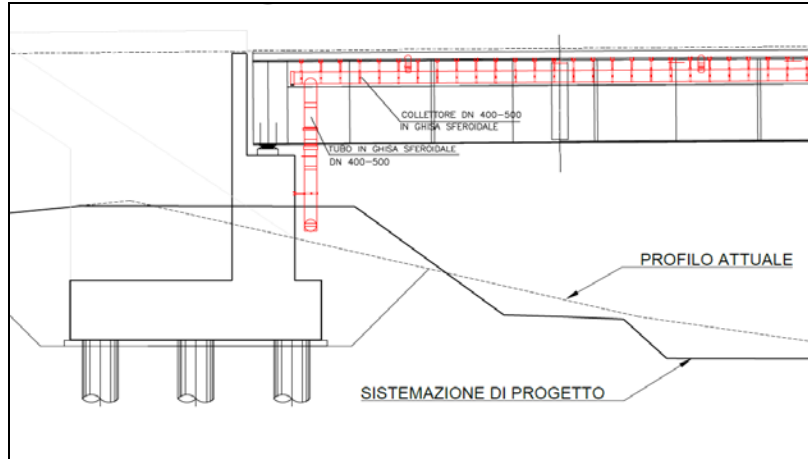 COLLETTORE DN 400-500
IN GHISA SFEROIDALE
TUBO IN GHISA SFEROIDALE
DN 400-500
PROFILO ATTUALE
SISTEMAZIONE DI PROGETTO